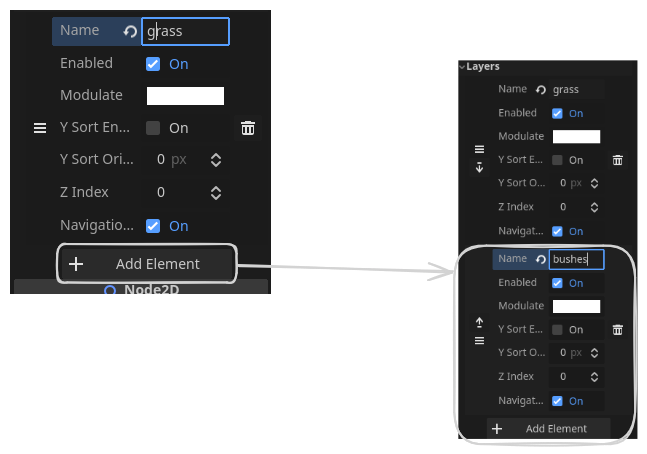 Name grass
Enabled On
Modulate
Y Sort En... On
Y Sort Ori... 0 px
Z Index 0
Navigatio... On
+ Add Element
Node2D
Layers
Name grass
Enabled On
Modulate
Y Sort E... On
Y Sort O... 0 px
Z Index 0
Navigat... On
Name bushes
Enabled On
Modulate
Y Sort E... On
Y Sort O... 0 px
Z Index 0
Navigat... On
+ Add Element